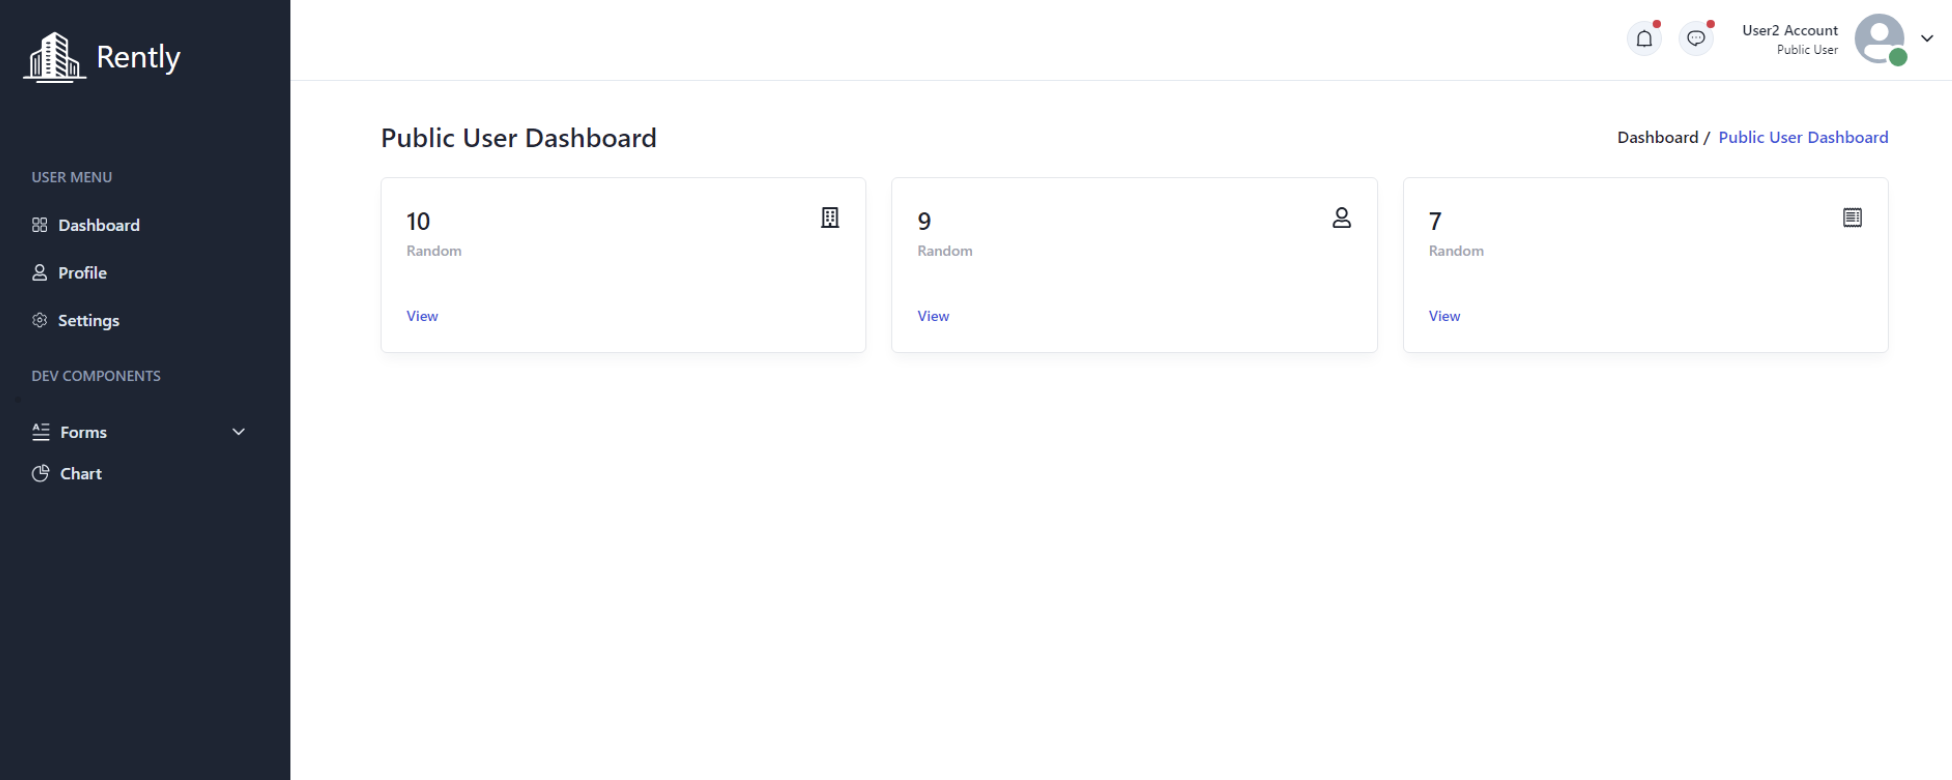 Rently
USER MENU
Dashboard
Profile
Settings
DEV COMPONENTS
Forms
Chart
User2 Account
Public User
Public User Dashboard
Dashboard / Public User Dashboard
10
Random
View
9
Random
View
7
Random
View